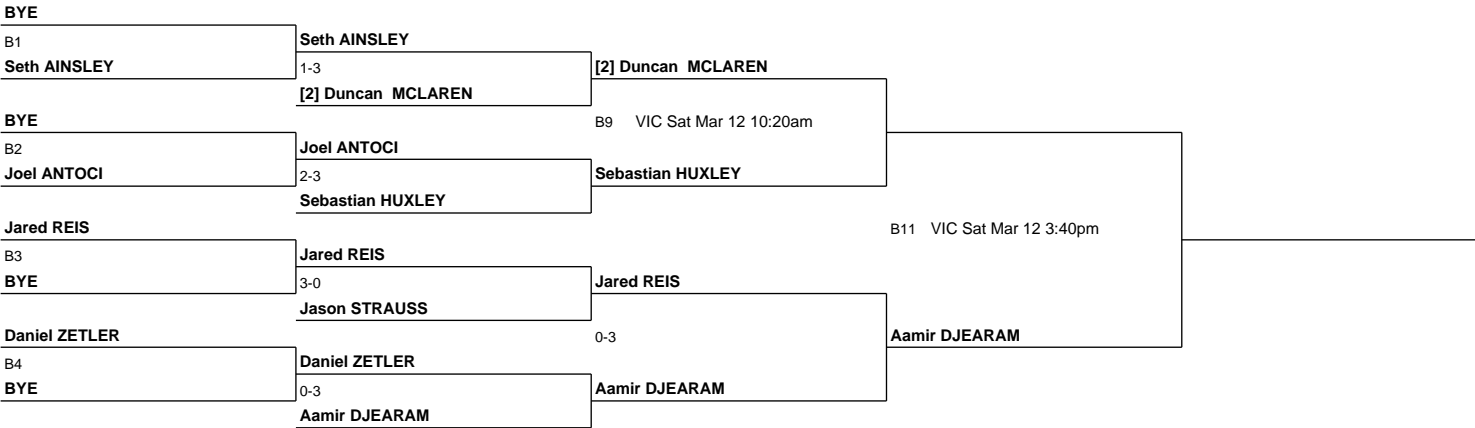 BYE
B1
Seth AINSLEY
Seth AINSLEY
1-3
[2] Duncan MCLAREN
[2] Duncan MCLAREN
BYE
B2
Joel ANTOCI
Joel ANTOCI
2-3
Sebastian HUXLEY
B9 VIC Sat Mar 12 10:20am
Sebastian HUXLEY
Jared REIS
B3
BYE
Jared REIS
3-0
Jason STRAUSS
Jared REIS
B11 VIC Sat Mar 12 3:40pm
Daniel ZETLER
B4
BYE
Daniel ZETLER
0-3
Aamir DJEARAM
0-3
Aamir DJEARAM
Aamir DJEARAM